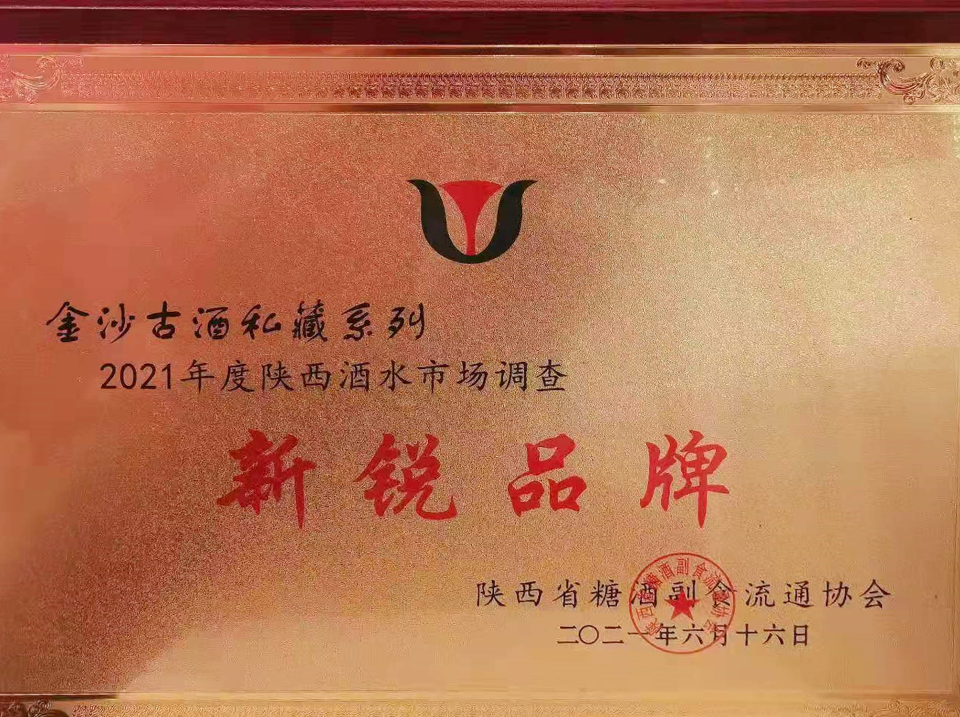 金沙古酒私藏系列
2021年度陕西酒水市场调查
新锐品牌
陕西省糖酒副食流通协会
二〇二一年六月十六日